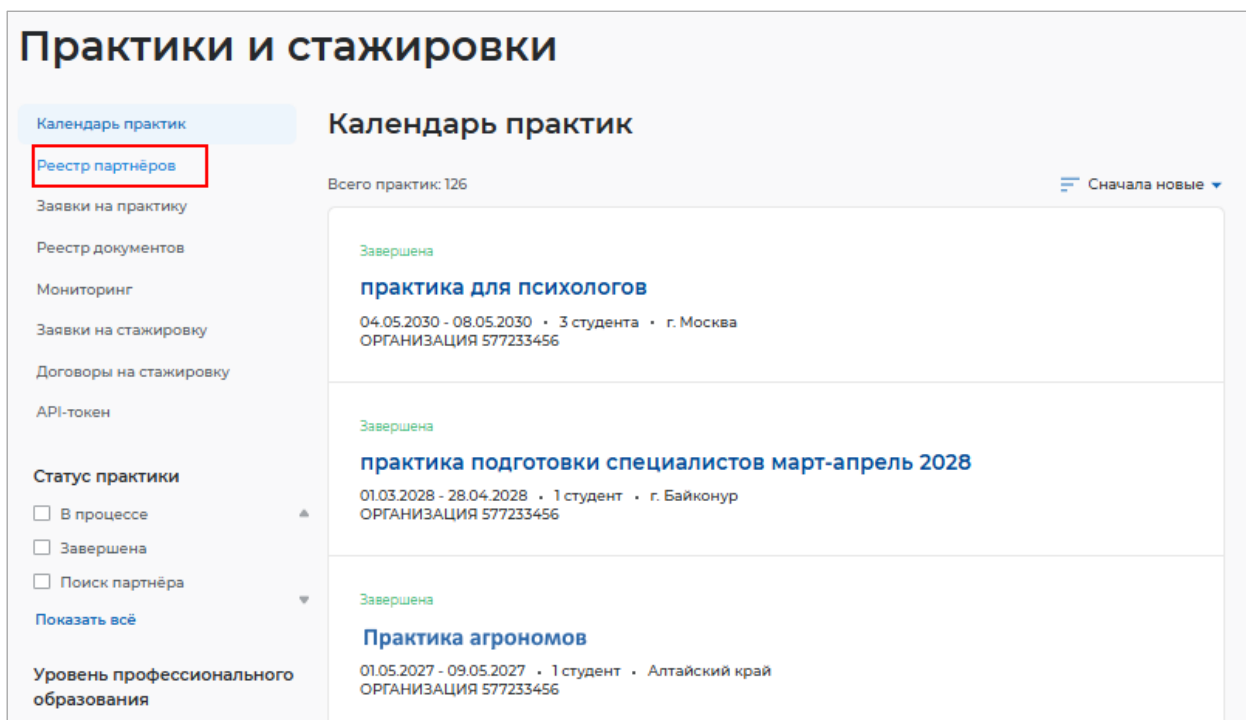 Практики и стажировки
Календарь практик
Реестр партнёров
Заявки на практику
Реестр документов
Мониторинг
Заявки на стажировку
Договоры на стажировку
API-токен
Статус практики
В процессе
Завершена
Поиск партнёра
Показать всё
Уровень профессионального
образования
Календарь практик
Всего практик: 126
Сначала новые
Завершена
практика для психологов
04.05.2030 - 08.05.2030 • 3 студента • г. Москва
ОРГАНИЗАЦИЯ 577233456
Завершена
практика подготовки специалистов март-апрель 2028
01.03.2028 - 28.04.2028 • 1 студент • г. Байконур
ОРГАНИЗАЦИЯ 577233456
Завершена
Практика агрономов
01.05.2027 - 09.05.2027 • 1 студент • Алтайский край
ОРГАНИЗАЦИЯ 577233456